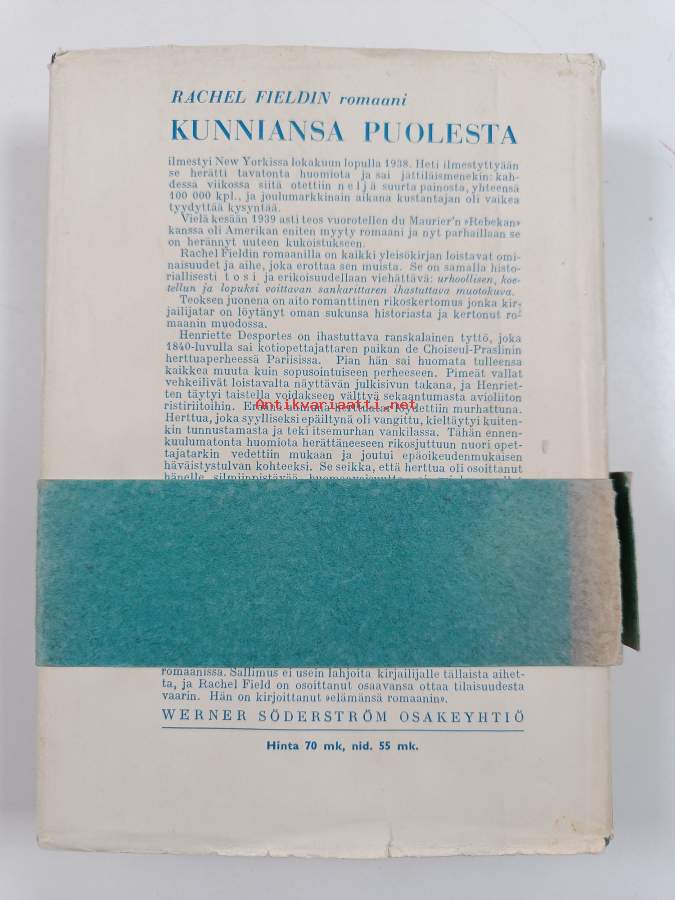 RACHEL FIELDIN romaani
KUNNIANSA PUOLESTA
ilmestyi New Yorkissa lokakuun lopulla 1938. Heti ilmestyttyään
se herätti tavatonta huomiota ja sai jättiläismenekin: kah-
dessa viikossa siitä otettiin neljä suurta painosta, yhteensä
100 000 kpl., ja joulumarkkinain aikana kustantajan oli vaikea
tyydyttää kysyntää.
Vielä kesään 1939 asti teos vuorotellen du Maurier'n »Rebekan»
kanssa oli Amerikan eniten myyty romaani ja nyt parhaillaan se
on herännyt uuteen kukoistukseen.
Rachel Fieldin romaanilla on kaikki yleisökirjan loistavat omi-
naisuudet ja aihe, joka erottaa sen muista. Se on samalla histo-
riallisesti tosi ja erikoisuudellaan viehättävä: urhoollisen, koe-
tellun ja lopuksi voittavan sankarittaren ihastuttava muotokuva.
Teoksen juonena on aito romanttinen rikoskertomus jonka kir-
jailijatar on löytänyt oman sukunsa historiasta ja kertonut ro-
maanin muodossa.
Henriette Desportes on ihastuttava ranskalainen tyttö, joka
1840-luvulla sai kotiopettajattaren paikan de Choiseul-Praslinin
herttuaperheessä Pariisissa. Pian hän sai huomata tulleensa
kaikkea muuta kuin sopusointuiseen perheeseen. Pimeät vallat
vehkeilivät loistavalta näyttävän julkisivun takana, ja Henriet-
ten täytyi taistella voidakseen välttyä sekaantumasta avioliiton
ristiriitoihin. Eräänä aamuna herttuatar löydettiin murhattuna.
Antikvariaatti.net
Herttua, joka syylliseksi epäiltynä oli vangittu, kieltäytyi kuiten-
kin tunnustamasta ja teki itsemurhan vankilassa. Tähän ennen-
kuulumatonta huomiota herättäneeseen rikosjuttuun nuori opet-
tajatarkin vedettiin mukaan ja joutui epäoikeudenmukaisen
häväistystulvan kohteeksi. Se seikka, että herttua oli osoittanut
hänelle silmiinpistävää
romaanissa. Sallimus ei usein lahjoita kirjailijalle tällaista aihet-
ta, ja Rachel Field on osoittanut osaavansa ottaa tilaisuudesta
vaarin. Hän on kirjoittanut »elämänsä romaanin».
WERNER SÖDERSTRÖM OSAKEYHTIÖ
Hinta 70 mk, nid. 55 mk.